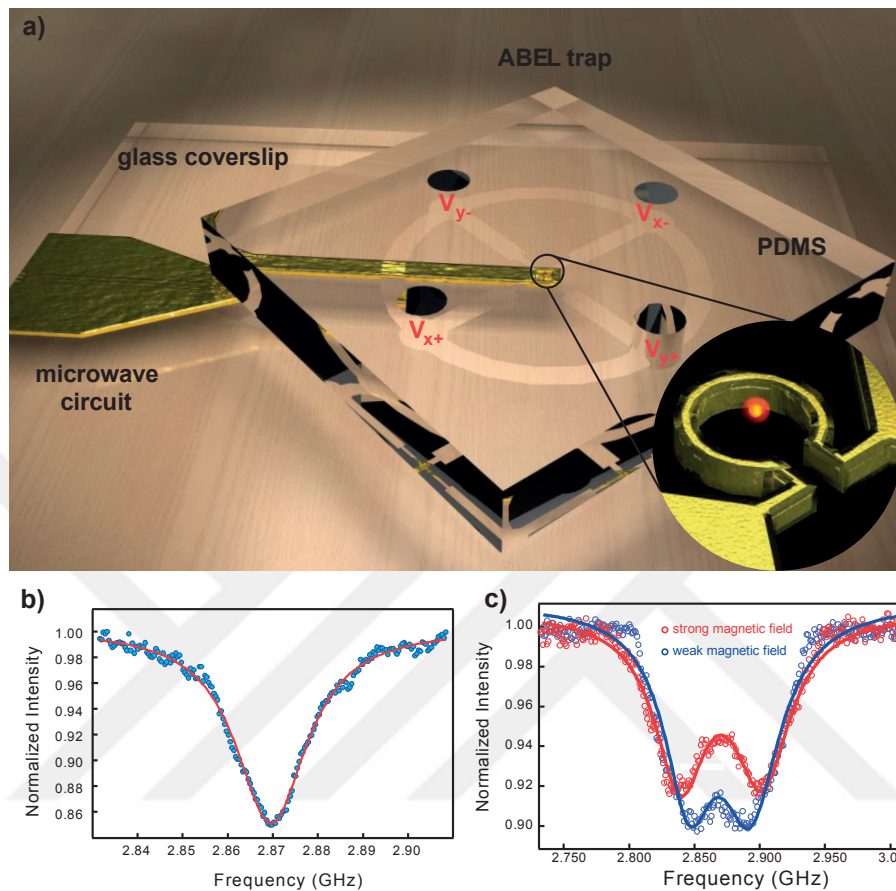 a)
ABEL trap
glass coverslip
Vy-
Vx-
PDMS
Vx+
Vy+
microwave
circuit
b)
1.00
0.98
0.96
0.94
0.92
0.90
0.88
0.86
Normalized Intensity
2.84 2.85 2.86 2.87 2.88 2.89 2.90
Frequency (GHz)
c)
strong magnetic field
weak magnetic field
1.00
0.98
0.96
0.94
0.92
0.90
Normalized Intensity
2.750 2.800 2.850 2.900 2.950 3.0
Frequency (GHz)